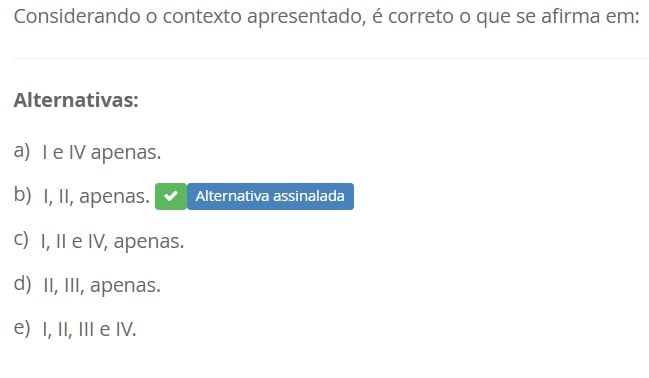 Considerando o contexto apresentado, é correto o que se afirma em:
Alternativas:
a) I e IV apenas.
b) I, II, apenas. Alternativa assinalada
c) I, II e IV, apenas.
d) II, III, apenas.
e) I, II, III e IV.